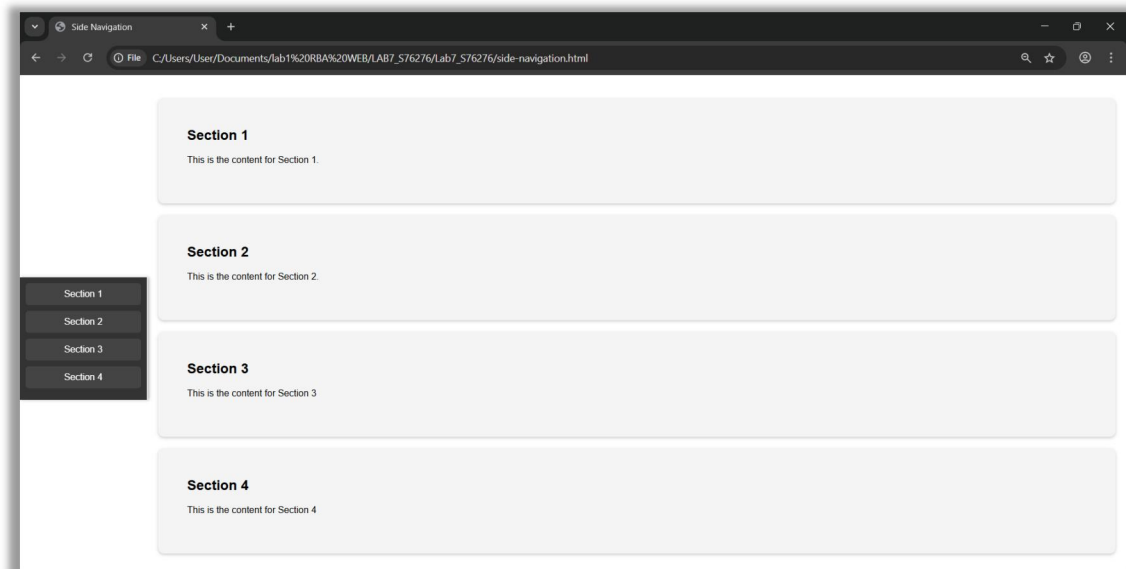 Side Navigation
File C:/Users/User/Documents/lab1%20RBA%20WEB/LAB7_S76276/Lab7_S76276/side-navigation.html
Section 1
This is the content for Section 1.
Section 2
This is the content for Section 2.
Section 1
Section 2
Section 3
Section 4
Section 3
This is the content for Section 3
Section 4
This is the content for Section 4